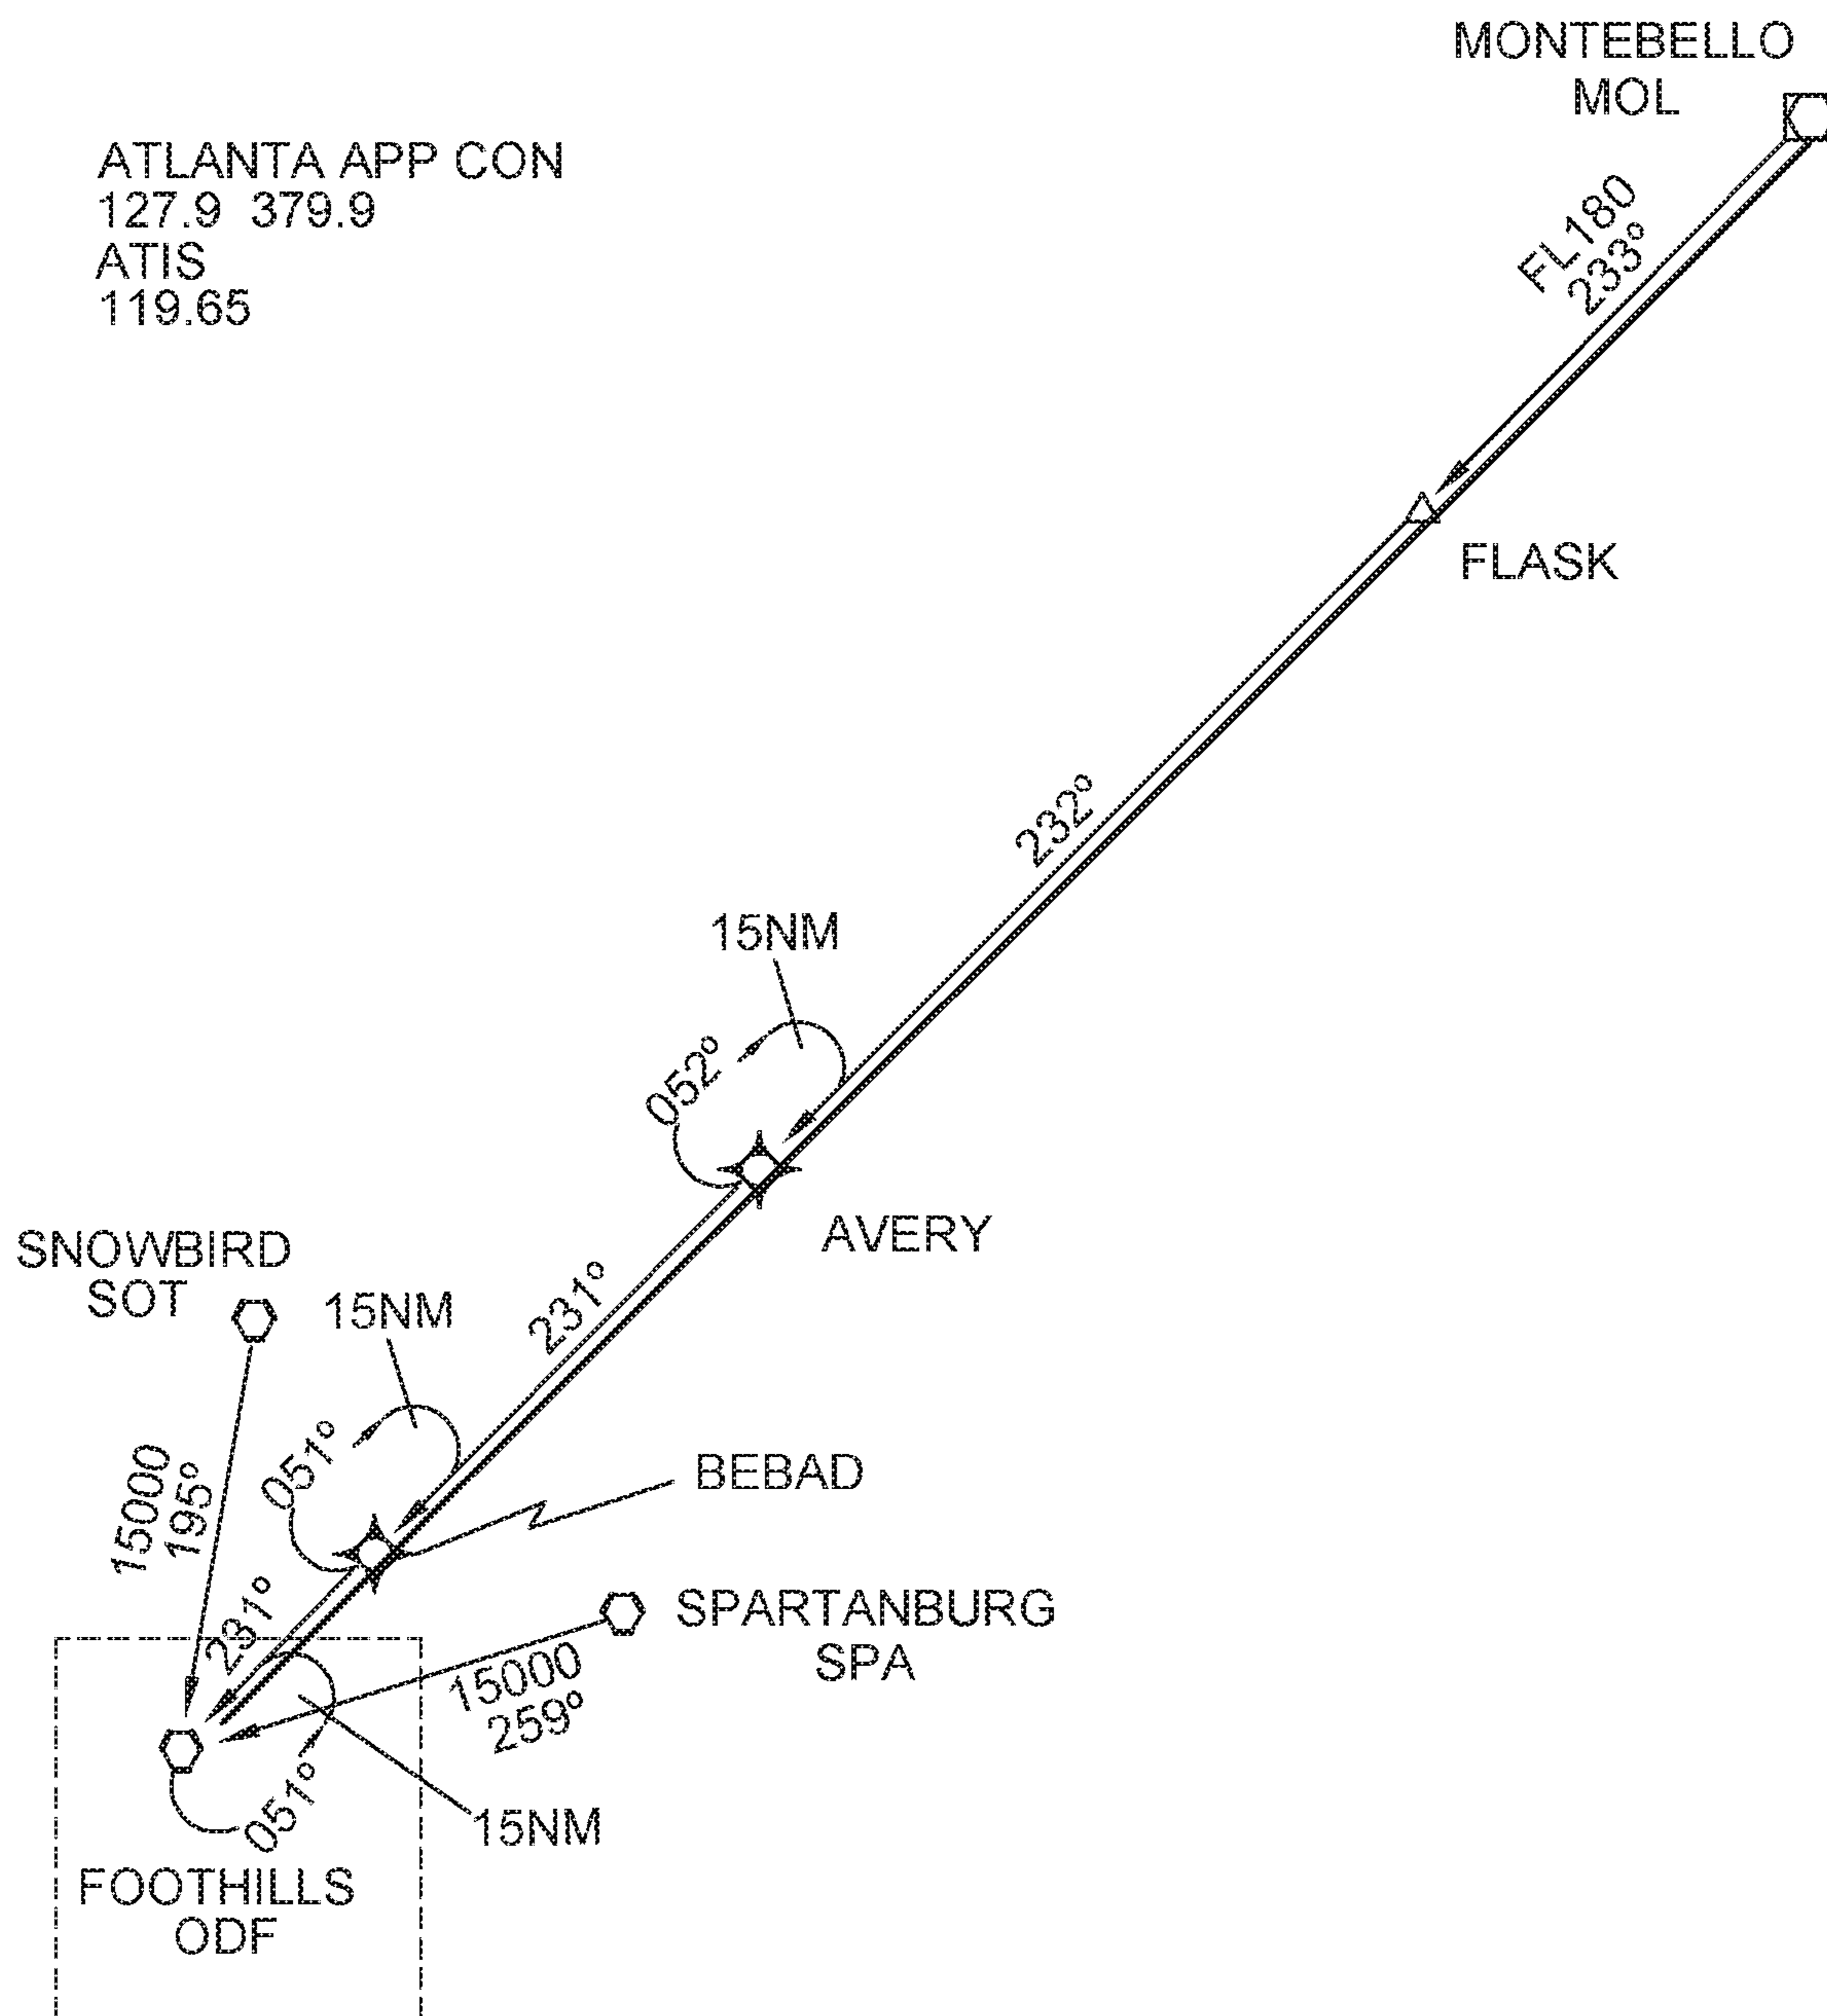 MONTEBELLO
MOL
ATLANTA APP CON
127.9 379.9
ATIS
119.65
FL180
233°
FLASK
232°
15NM
052°
AVERY
SNOWBIRD
SOT
15NM
231°
051°
BEBAD
15000
195°
231°
SPARTANBURG
SPA
15000
259°
051°
15NM
FOOTHILLS
ODF